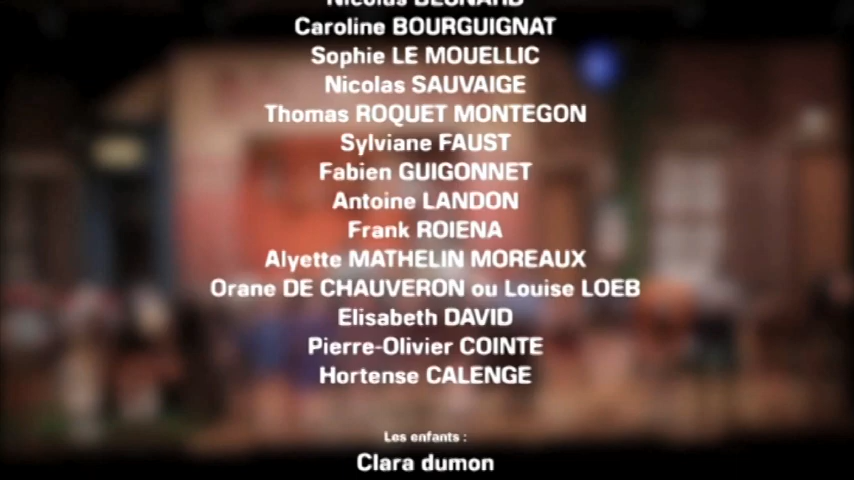 Nicolas BESNARD
Caroline BOURGUIGNAT
Sophie LE MOUELLIC
Nicolas SAUVAIGE
Thomas ROQUET MONTEGON
Sylviane FAUST
Fabien GUIGONNET
Antoine LANDON
Frank ROIENA
Alyette MATHELIN MOREAUX
Orane DE CHAUVERON ou Louise LOEB
Elisabeth DAVID
Pierre-Olivier COINTE
Hortense CALENGE
Les enfants :
Clara dumon